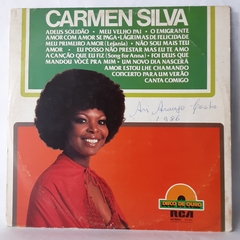 CARMEN SILVA
ADEUS SOLIDÃO • MEU VELHO PAI • O EMIGRANTE
AMOR COM AMOR SE PAGA • LÁGRIMAS DE FELICIDADE
MEU PRIMEIRO AMOR (Lejania) • NÃO SOU MAIS TEU
AMOR • EU POSSO NÃO PRESTAR MAS EU TE AMO
A CANÇÃO QUE EU FIZ (Song for Anna) • FOI DEUS QUE
MANDOU VOCÊ PRA MIM • UM NOVO DIA NASCERÁ
AMOR ESTOU LHE CHAMANDO
CONCERTO PARA UM VERÃO
CANTA COMIGO
1986
DISCO DE OURO
RCA